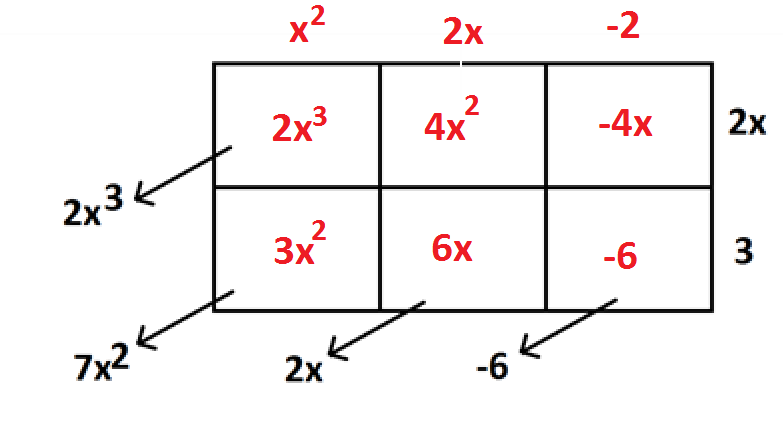 x² 2x -2
2x³ 4x² -4x 2x
2x³
3x² 6x -6 3
7x² 2x -6